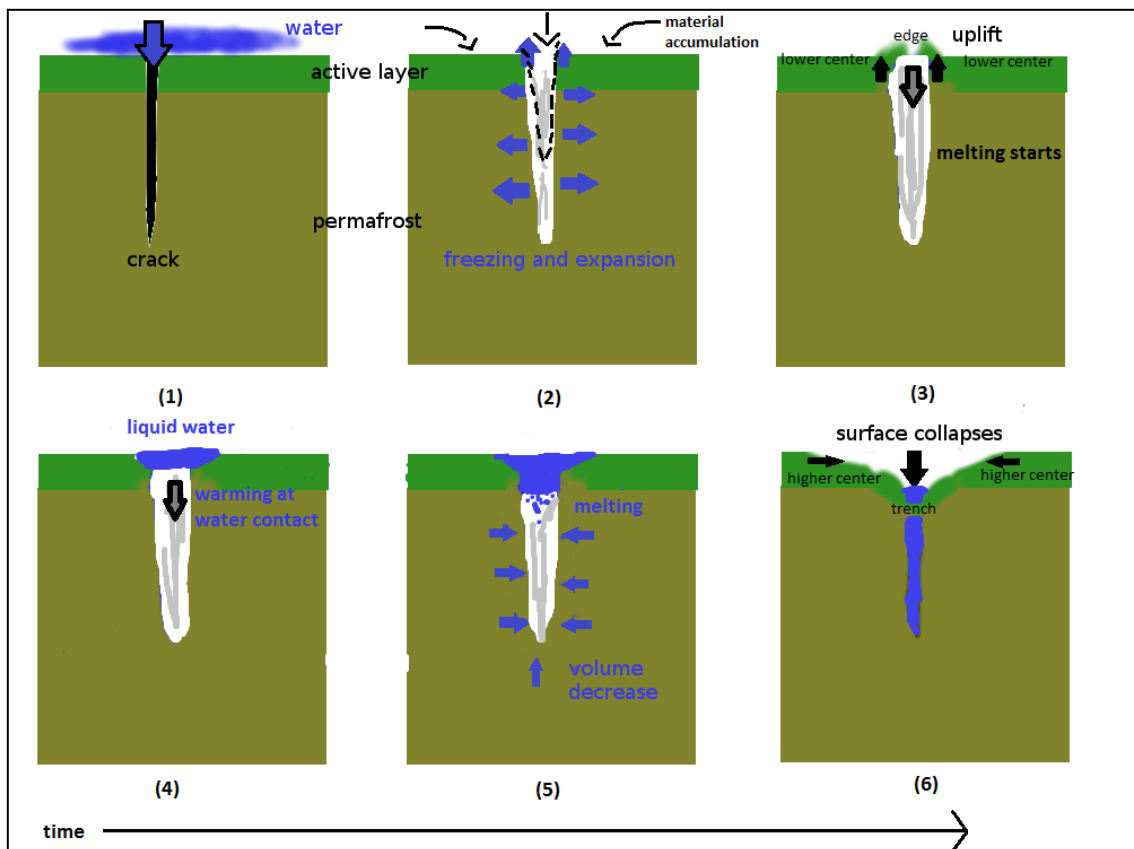 water
active layer
permafrost
crack
(1)
material
accumulation
freezing and expansion
(2)
edge
uplift
lower center
lower center
melting starts
(3)
liquid water
warming at
water contact
(4)
melting
volume
decrease
(5)
surface collapses
higher center
higher center
trench
(6)
time